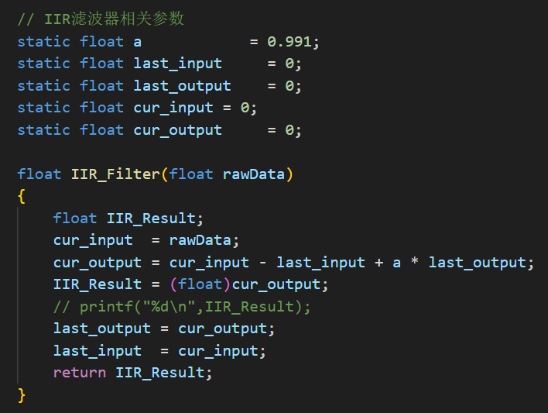 // IIR滤波器相关参数
static float a            = 0.991;
static float last_input     = 0;
static float last_output    = 0;
static float cur_input = 0;
static float cur_output     = 0;

float IIR_Filter(float rawData)
{
    float IIR_Result;
    cur_input  = rawData;
    cur_output = cur_input - last_input + a * last_output;
    IIR_Result = (float)cur_output;
    // printf("%d\n",IIR_Result);
    last_output = cur_output;
    last_input  = cur_input;
    return IIR_Result;
}